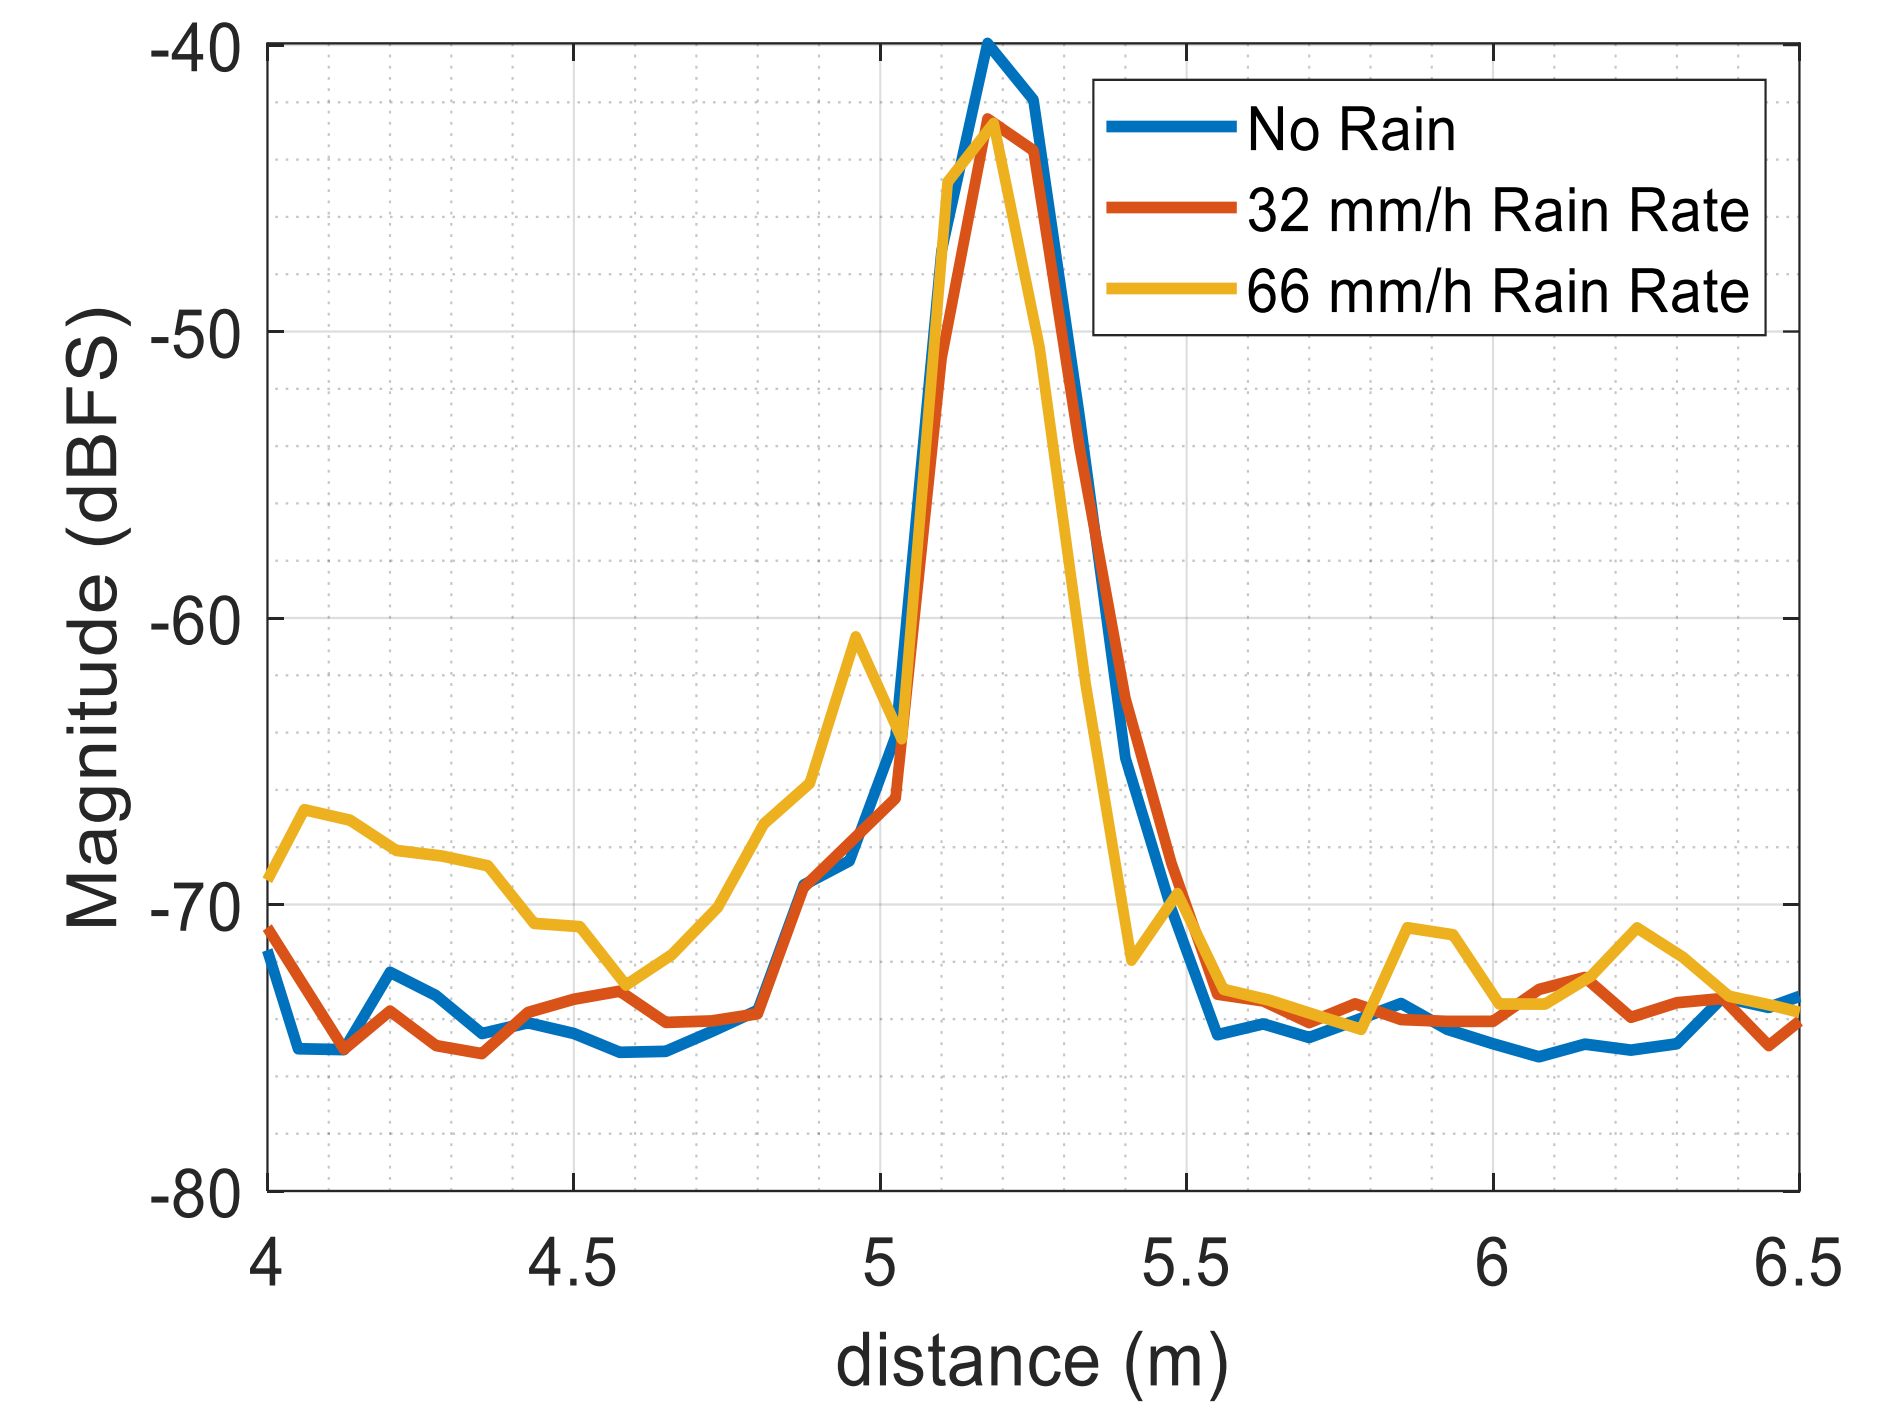 -40
-50
-60
-70
-80
Magnitude (dBFS)
No Rain
32 mm/h Rain Rate
66 mm/h Rain Rate
4 4.5 5 5.5 6 6.5
distance (m)